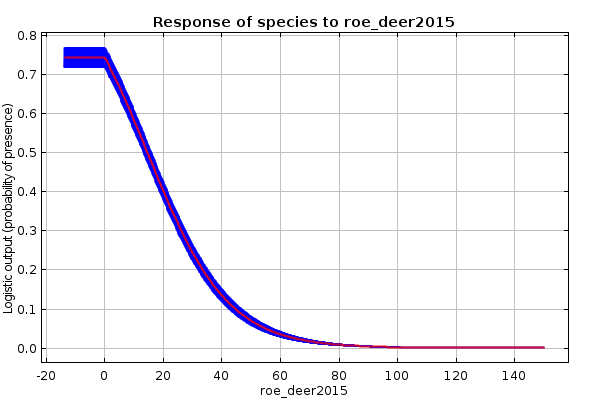 Response of species to roe_deer2015
Logistic output (probability of presence)
0.8
0.7
0.6
0.5
0.4
0.3
0.2
0.1
0.0
-20 0 20 40 60 80 100 120 140
roe_deer2015